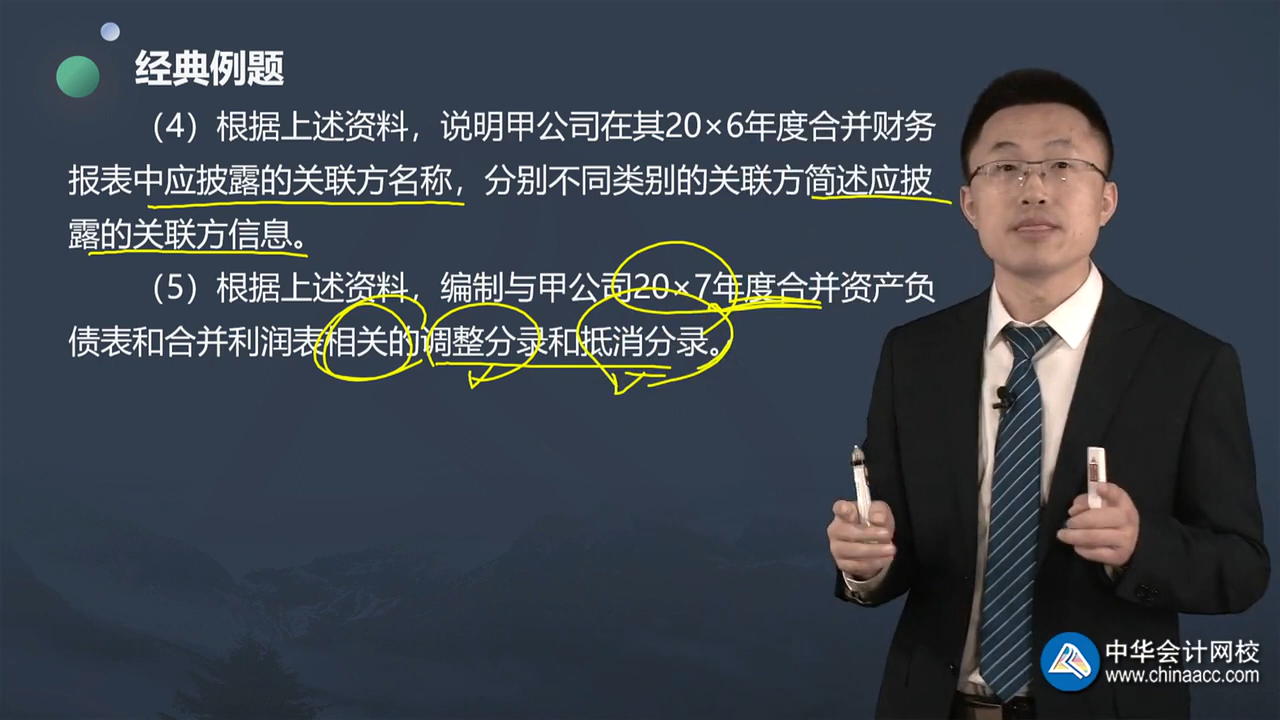 经典例题
（4）根据上述资料，说明甲公司在其20×6年度合并财务
报表中应披露的关联方名称，分别不同类别的关联方简述应披
露的关联方信息。
（5）根据上述资料，编制与甲公司20×7年度合并资产负
债表和合并利润表相关的调整分录和抵消分录。
中华会计网校
www.chinaacc.com